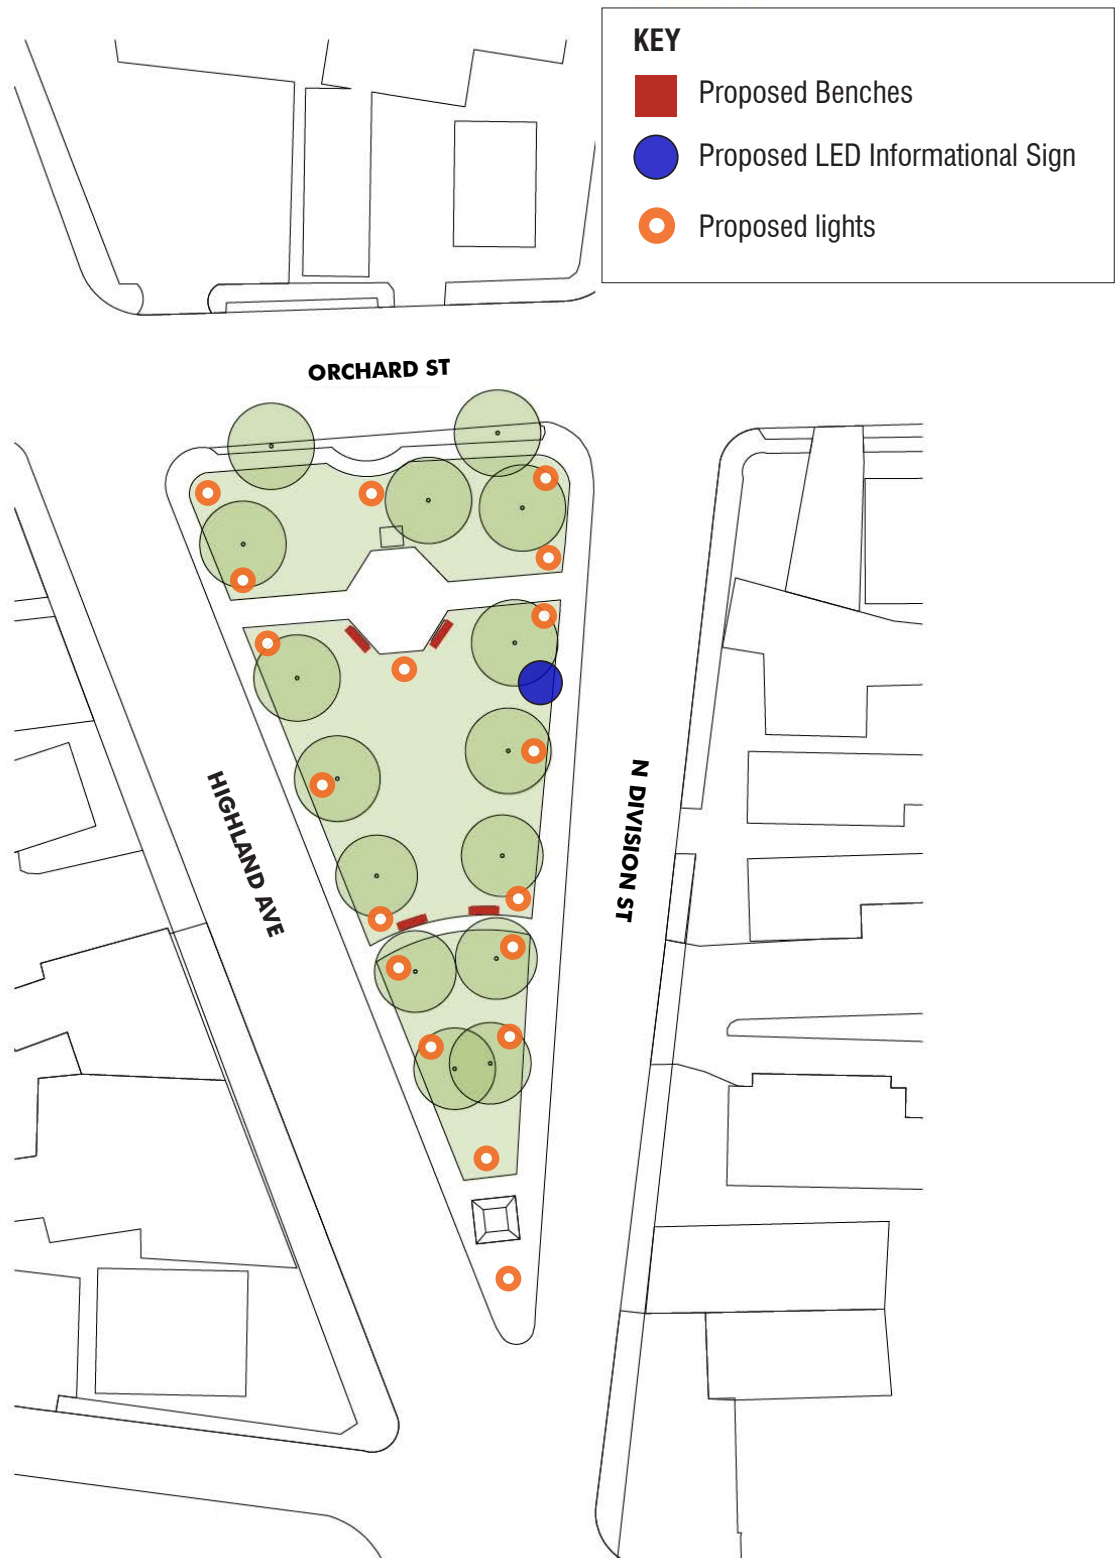 KEY
Proposed Benches
Proposed LED Informational Sign
Proposed lights
ORCHARD ST
HIGHLAND AVE
N DIVISION ST